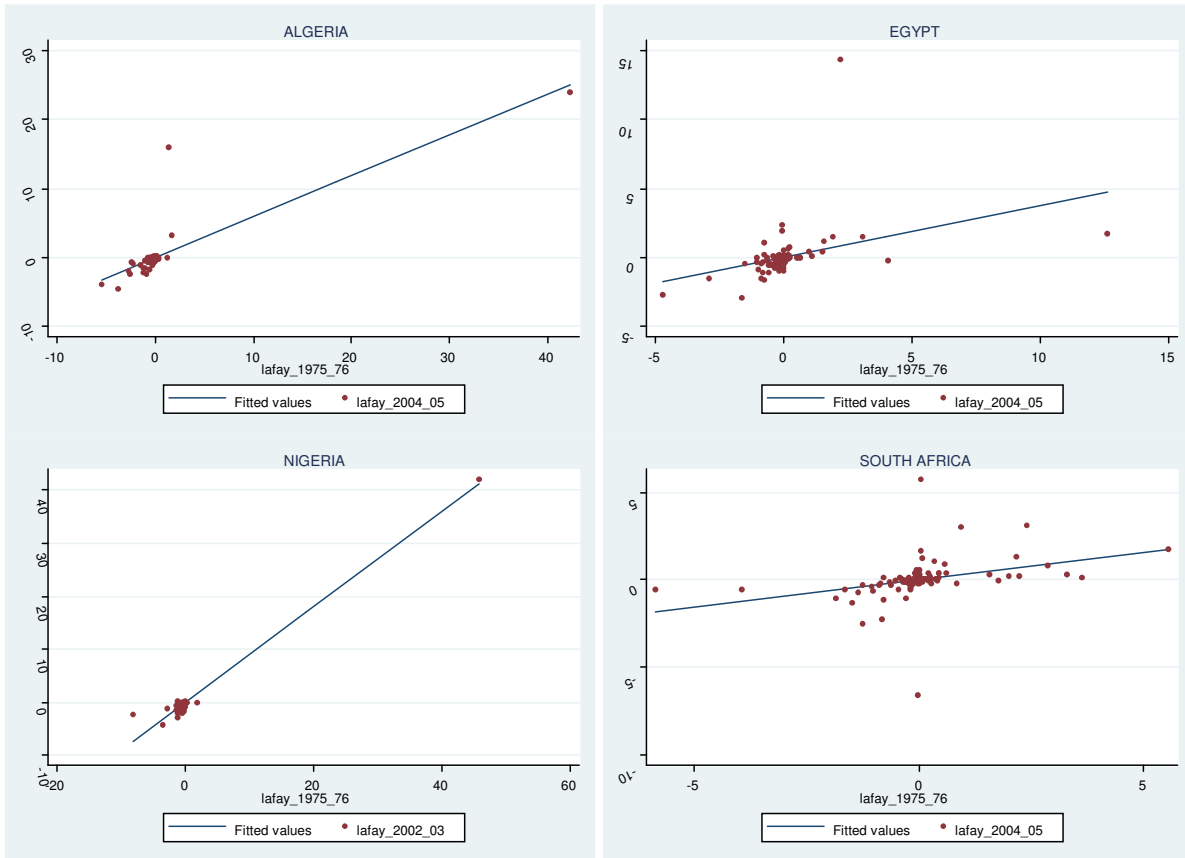 ALGERIA
30
20
10
0
-10
-10 0 10 20 30 40
lafay_1975_76
Fitted values lafay_2004_05
EGYPT
15
10
5
0
-5
-5 0 5 10 15
lafay_1975_76
Fitted values lafay_2004_05
NIGERIA
40
30
20
10
0
-10
-20 0 20 40 60
lafay_1975_76
Fitted values lafay_2002_03
SOUTH AFRICA
5
0
-5
-10
-5 0 5
lafay_1975_76
Fitted values lafay_2004_05